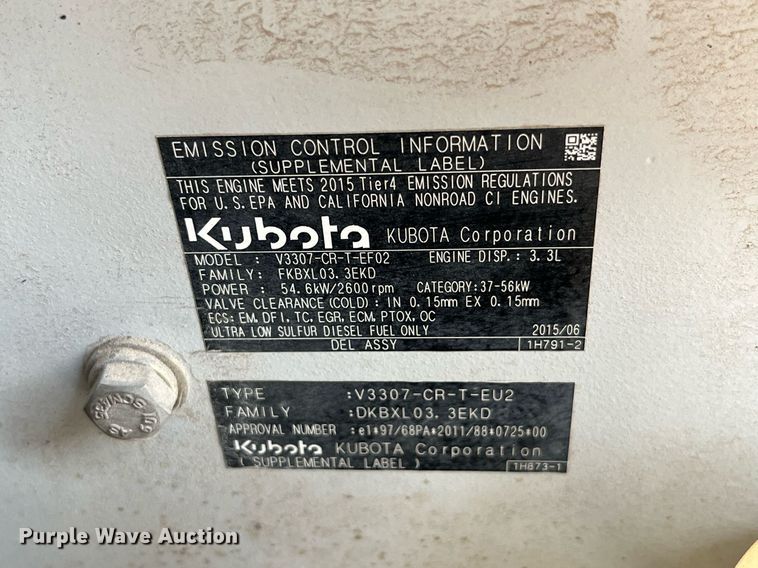 EMISSION CONTROL INFORMATION
(SUPPLEMENTAL LABEL)
THIS ENGINE MEETS 2015 Tier4 EMISSION REGULATIONS
FOR U.S.EPA AND CALIFORNIA NONROAD CI ENGINES.
Kubota KUBOTA Corporation
MODEL : V3307-CR-T-EF02 ENGINE DISP.: 3.3L
FAMILY: FKBXL03.3EKD
POWER : 54.6kW/2600rpm CATEGORY:37-56kW
VALVE CLEARANCE(COLD): IN 0.15mm EX 0.15mm
ECS: EM, DFI, TC, EGR, ECM, PTOX, OC
ULTRA LOW SULFUR DIESEL FUEL ONLY 2015/06
DEL ASSY 1H791-2
TYPE :V3307-CR-T-EU2
FAMILY :DKBXL03.3EKD
APPROVAL NUMBER :e1*97/68PA*2011/88*0725*00
Kubota KUBOTA Corporation
(SUPPLEMENTAL LABEL) 1H873-1
Purple Wave Auction